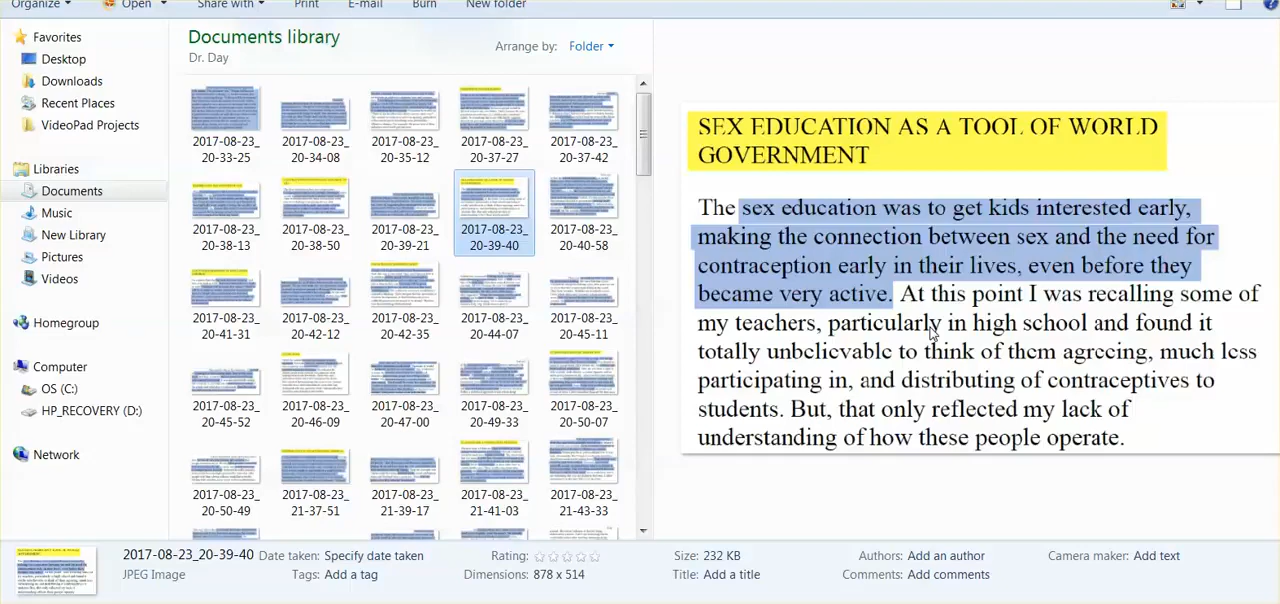 Organize
Open
Share with
Print
E-mail
Burn
New folder
Favorites
Desktop
Downloads
Recent Places
VideoPad Projects
Libraries
Documents
Music
New Library
Pictures
Videos
Homegroup
Computer
OS (C:)
HP_RECOVERY (D:)
Network
Documents library
Dr. Day
Arrange by: Folder
2017-08-23_
20-33-25
2017-08-23_
20-34-08
2017-08-23_
20-35-12
2017-08-23_
20-37-27
2017-08-23_
20-37-42
2017-08-23_
20-38-13
2017-08-23_
20-38-50
2017-08-23_
20-39-21
2017-08-23_
20-39-40
2017-08-23_
20-40-58
2017-08-23_
20-41-31
2017-08-23_
20-42-12
2017-08-23_
20-42-35
2017-08-23_
20-44-07
2017-08-23_
20-45-11
2017-08-23_
20-45-52
2017-08-23_
20-46-09
2017-08-23_
20-47-00
2017-08-23_
20-49-33
2017-08-23_
20-50-07
2017-08-23_
20-50-49
2017-08-23_
21-37-51
2017-08-23_
21-39-17
2017-08-23_
21-41-03
2017-08-23_
21-43-33
SEX EDUCATION AS A TOOL OF WORLD
GOVERNMENT
The sex education was to get kids interested early,
making the connection between sex and the need for
contraception early in their lives, even before they
became very active. At this point I was recalling some of
my teachers, particularly in high school and found it
totally unbelievable to think of them agreeing, much less
participating in, and distributing of contraceptives to
students. But, that only reflected my lack of
understanding of how these people operate.
2017-08-23_20-39-40 Date taken: Specify date taken
JPEG Image
Tags: Add a tag
Rating:
Dimensions: 878 x 514
Size: 232 KB
Title: Add a title
Authors: Add an author
Comments: Add comments
Camera maker: Add text